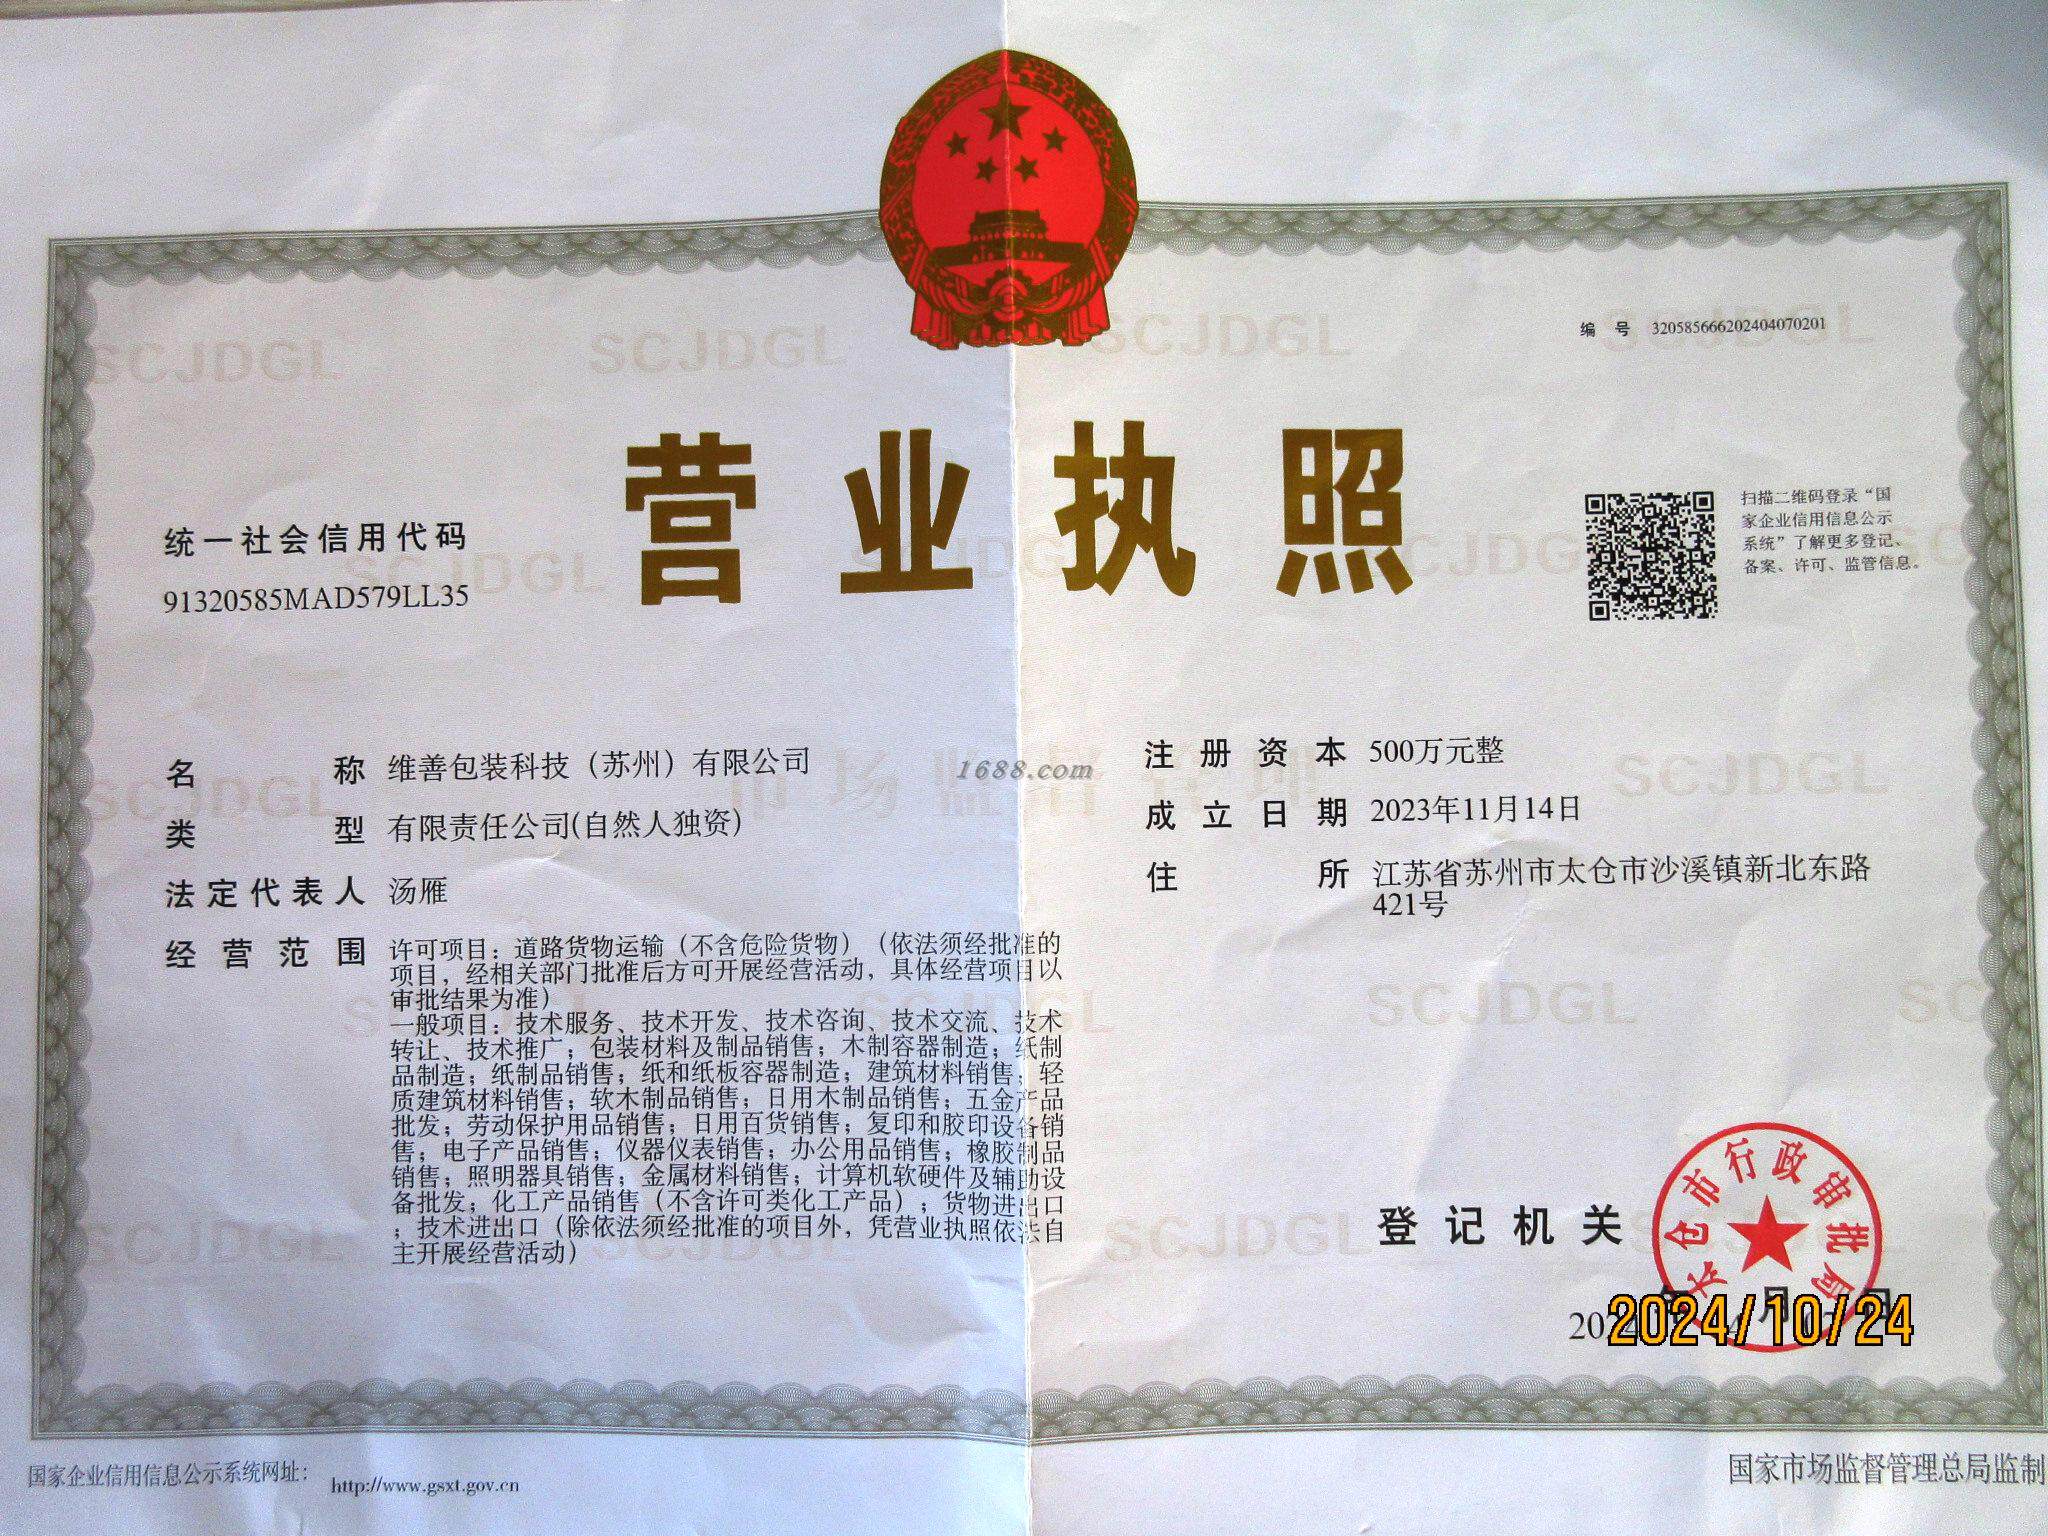 编 号 320585666202404070201
营业执照
扫描二维码登录“国
家企业信用信息公示
系统”了解更多登记、
备案、许可、监管信息。
统一社会信用代码
91320585MAD579LL35
名称 维善包装科技（苏州）有限公司
类型 有限责任公司(自然人独资)
法定代表人 汤雁
经营范围 许可项目：道路货物运输（不含危险货物）（依法须经批准的
项目，经相关部门批准后方可开展经营活动，具体经营项目以
审批结果为准）
一般项目：技术服务、技术开发、技术咨询、技术交流、技术
转让、技术推广；包装材料及制品销售；木制容器制造；纸制
品制造；纸制品销售；纸和纸板容器制造；建筑材料销售；轻
质建筑材料销售；软木制品销售；日用木制品销售；五金产品
批发；劳动保护用品销售；日用百货销售；复印和胶印设备销
售；电子产品销售；仪器仪表销售；办公用品销售；橡胶制品
销售；照明器具销售；金属材料销售；计算机软硬件及辅助设
备批发；化工产品销售（不含许可类化工产品）；货物进出口
；技术进出口（除依法须经批准的项目外，凭营业执照依法自
主开展经营活动）
注册资本 500万元整
成立日期 2023年11月14日
住所 江苏省苏州市太仓市沙溪镇新北东路
421号
1688.com
市场监督管理
SCJDGL
登记机关
太仓市行政审批局
年 月 日
2024/10/24
国家企业信用信息公示系统网址：
http://www.gsxt.gov.cn
国家市场监督管理总局监制